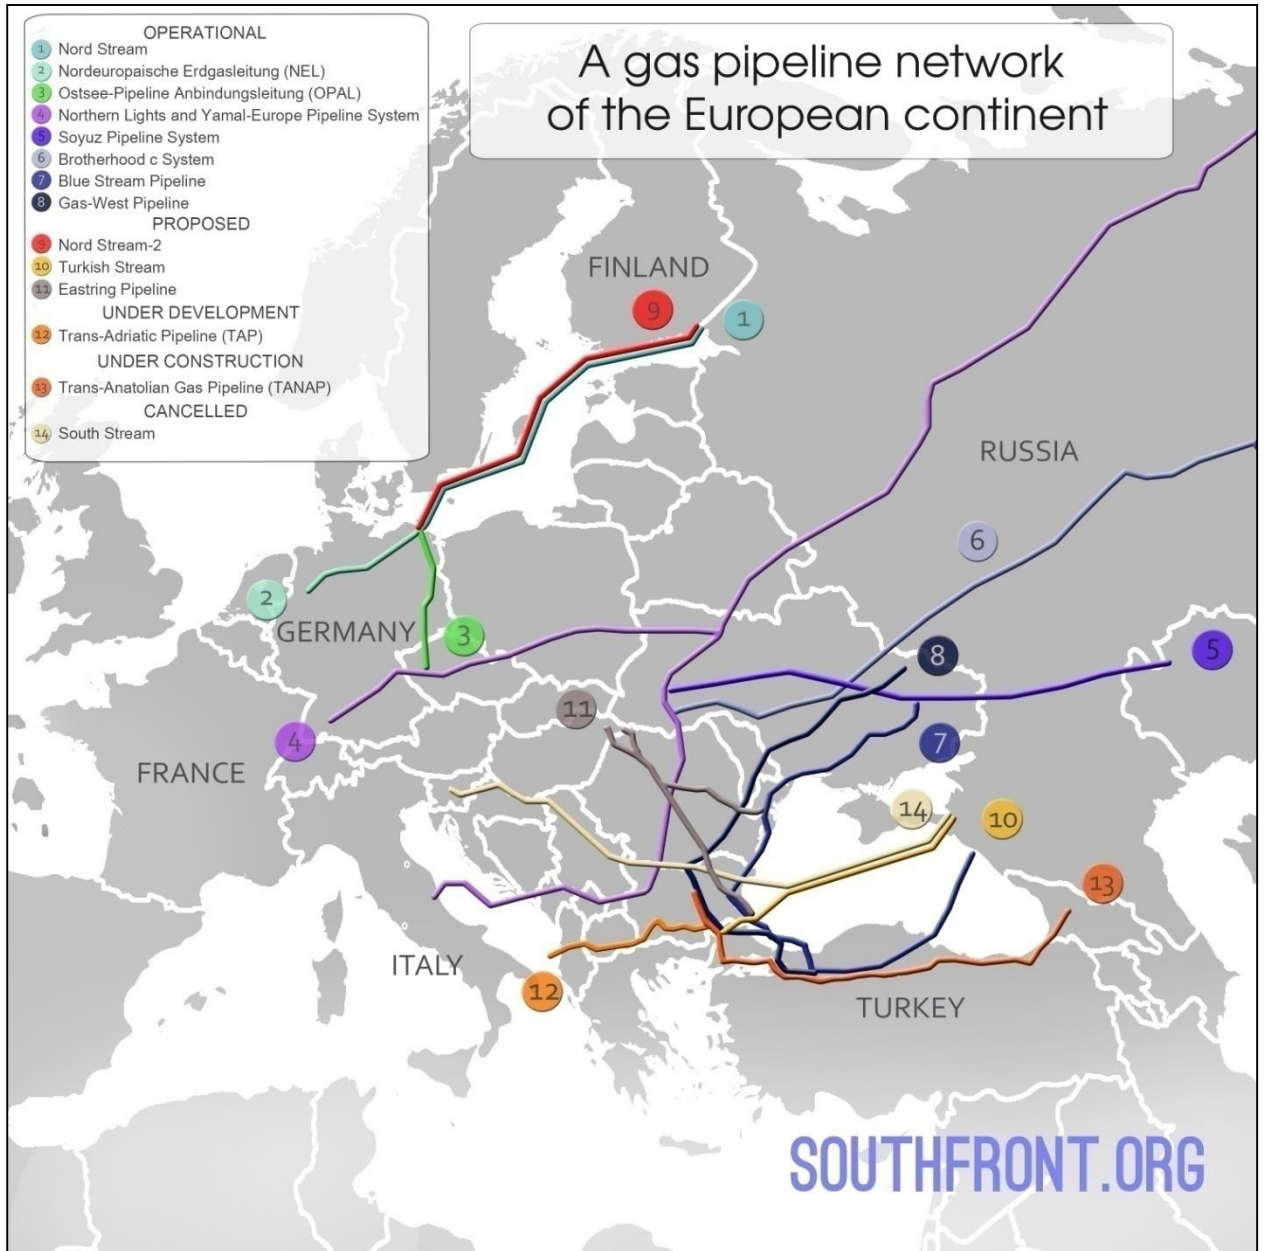 OPERATIONAL
1 Nord Stream
2 Nordeuropaische Erdgasleitung (NEL)
3 Ostsee-Pipeline Anbindungsleitung (OPAL)
4 Northern Lights and Yamal-Europe Pipeline System
5 Soyuz Pipeline System
6 Brotherhood c System
7 Blue Stream Pipeline
8 Gas-West Pipeline
PROPOSED
9 Nord Stream-2
10 Turkish Stream
11 Eastring Pipeline
UNDER DEVELOPMENT
12 Trans-Adriatic Pipeline (TAP)
UNDER CONSTRUCTION
13 Trans-Anatolian Gas Pipeline (TANAP)
CANCELLED
14 South Stream
A gas pipeline network
of the European continent
FINLAND
9
1
RUSSIA
6
2
GERMANY
3
8
5
11
4
7
FRANCE
14
10
13
ITALY
12
TURKEY
SOUTHFRONT.ORG